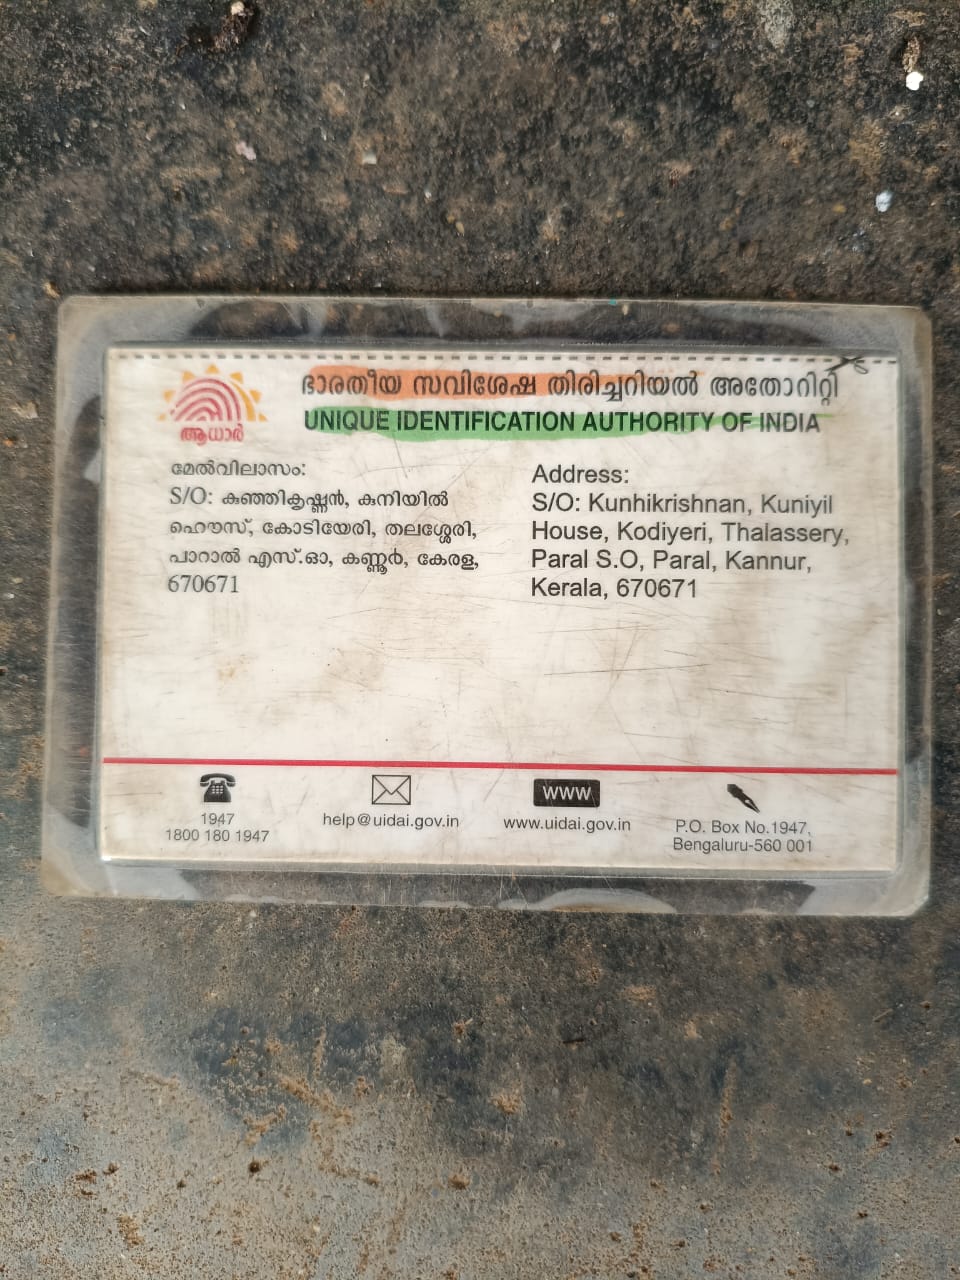 ഭാരതീയ സവിശേഷ തിരിച്ചറിയൽ അതോറിറ്റി
UNIQUE IDENTIFICATION AUTHORITY OF INDIA
ആധാർ
മേൽവിലാസം:
S/O: കുഞ്ഞികൃഷ്ണൻ, കുനിയിൽ
ഹൌസ്, കോടിയേരി, തലശ്ശേരി,
പാറാൽ എസ്.ഓ, കണ്ണൂർ, കേരള,
670671
Address:
S/O: Kunhikrishnan, Kuniyil
House, Kodiyeri, Thalassery,
Paral S.O, Paral, Kannur,
Kerala, 670671
1947
1800 180 1947
help@uidai.gov.in
www
www.uidai.gov.in
P.O. Box No.1947,
Bengaluru-560 001